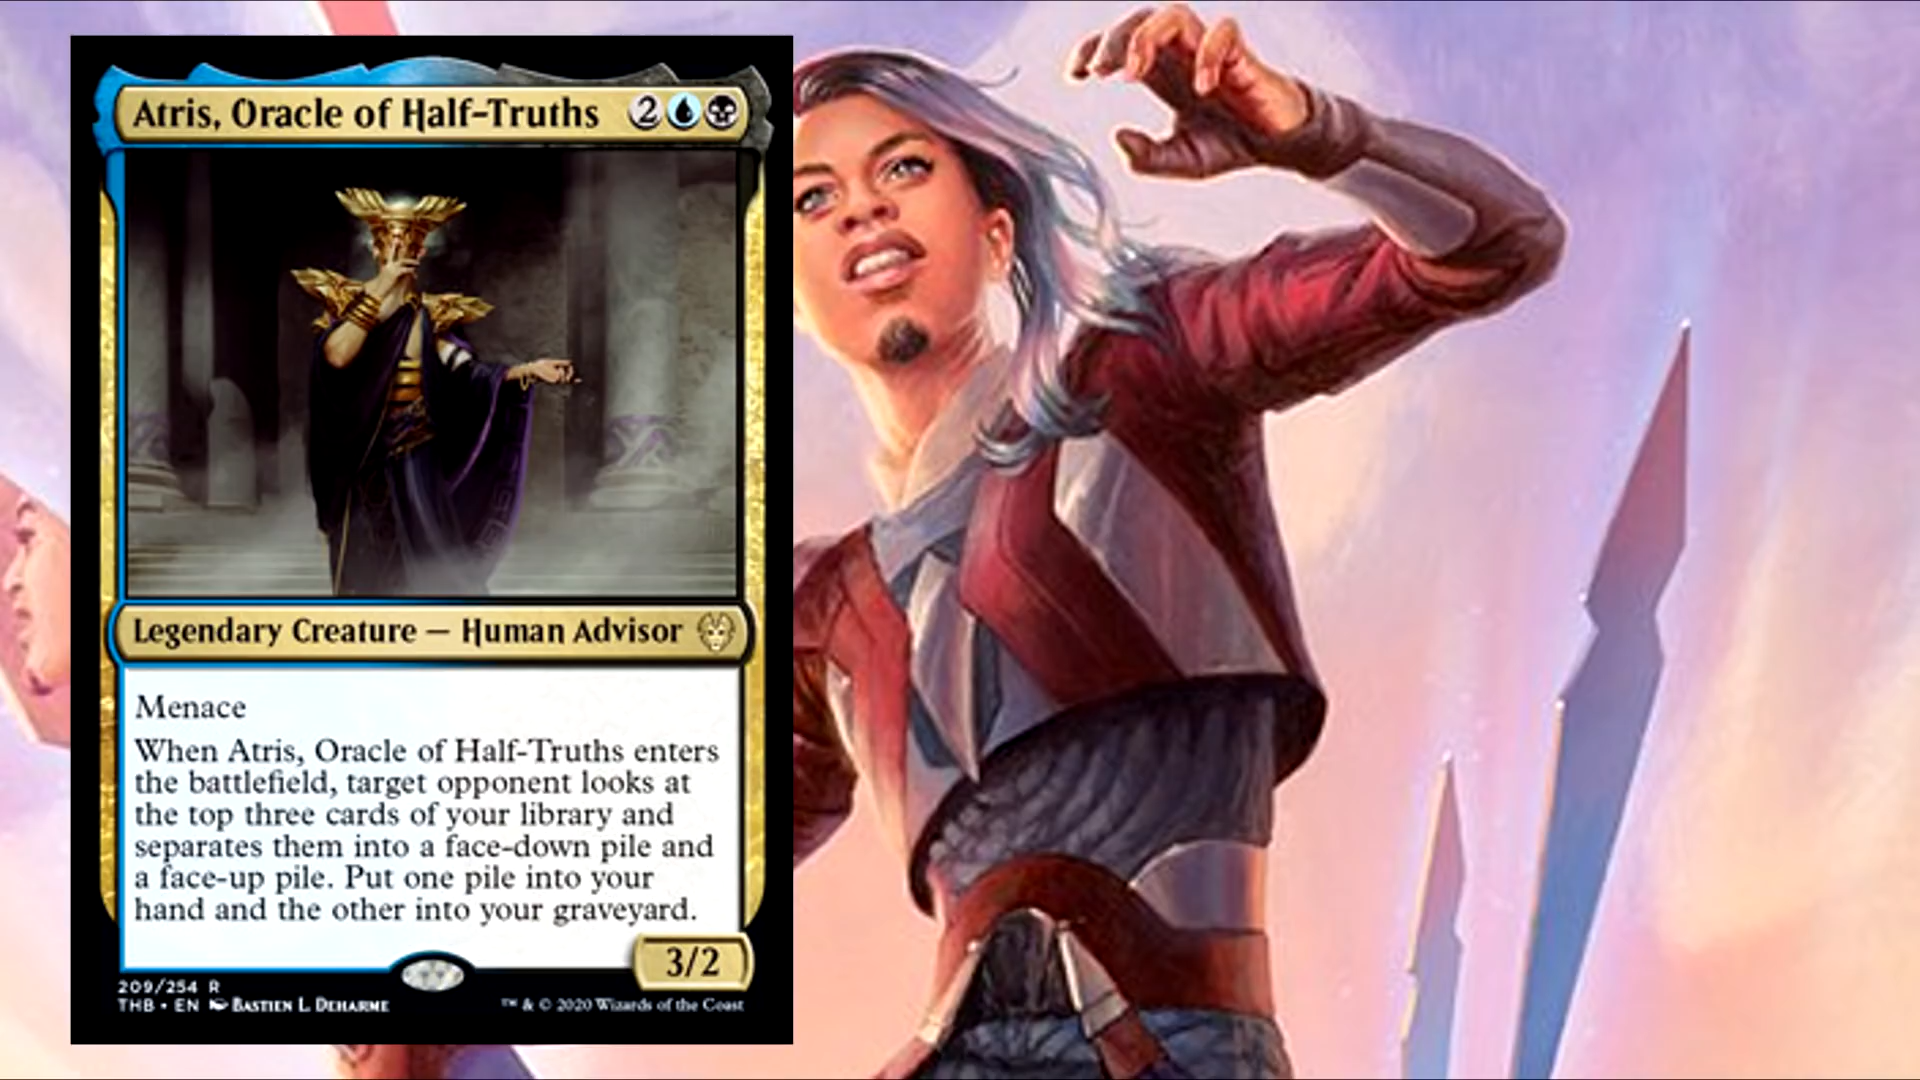 Atris, Oracle of Half-Truths 2
Legendary Creature — Human Advisor
Menace
When Atris, Oracle of Half-Truths enters
the battlefield, target opponent looks at
the top three cards of your library and
separates them into a face-down pile and
a face-up pile. Put one pile into your
hand and the other into your graveyard.
3/2
209/254 R
THB • EN BASTIEN L. DEHARME
™ & © 2020 Wizards of the Coast